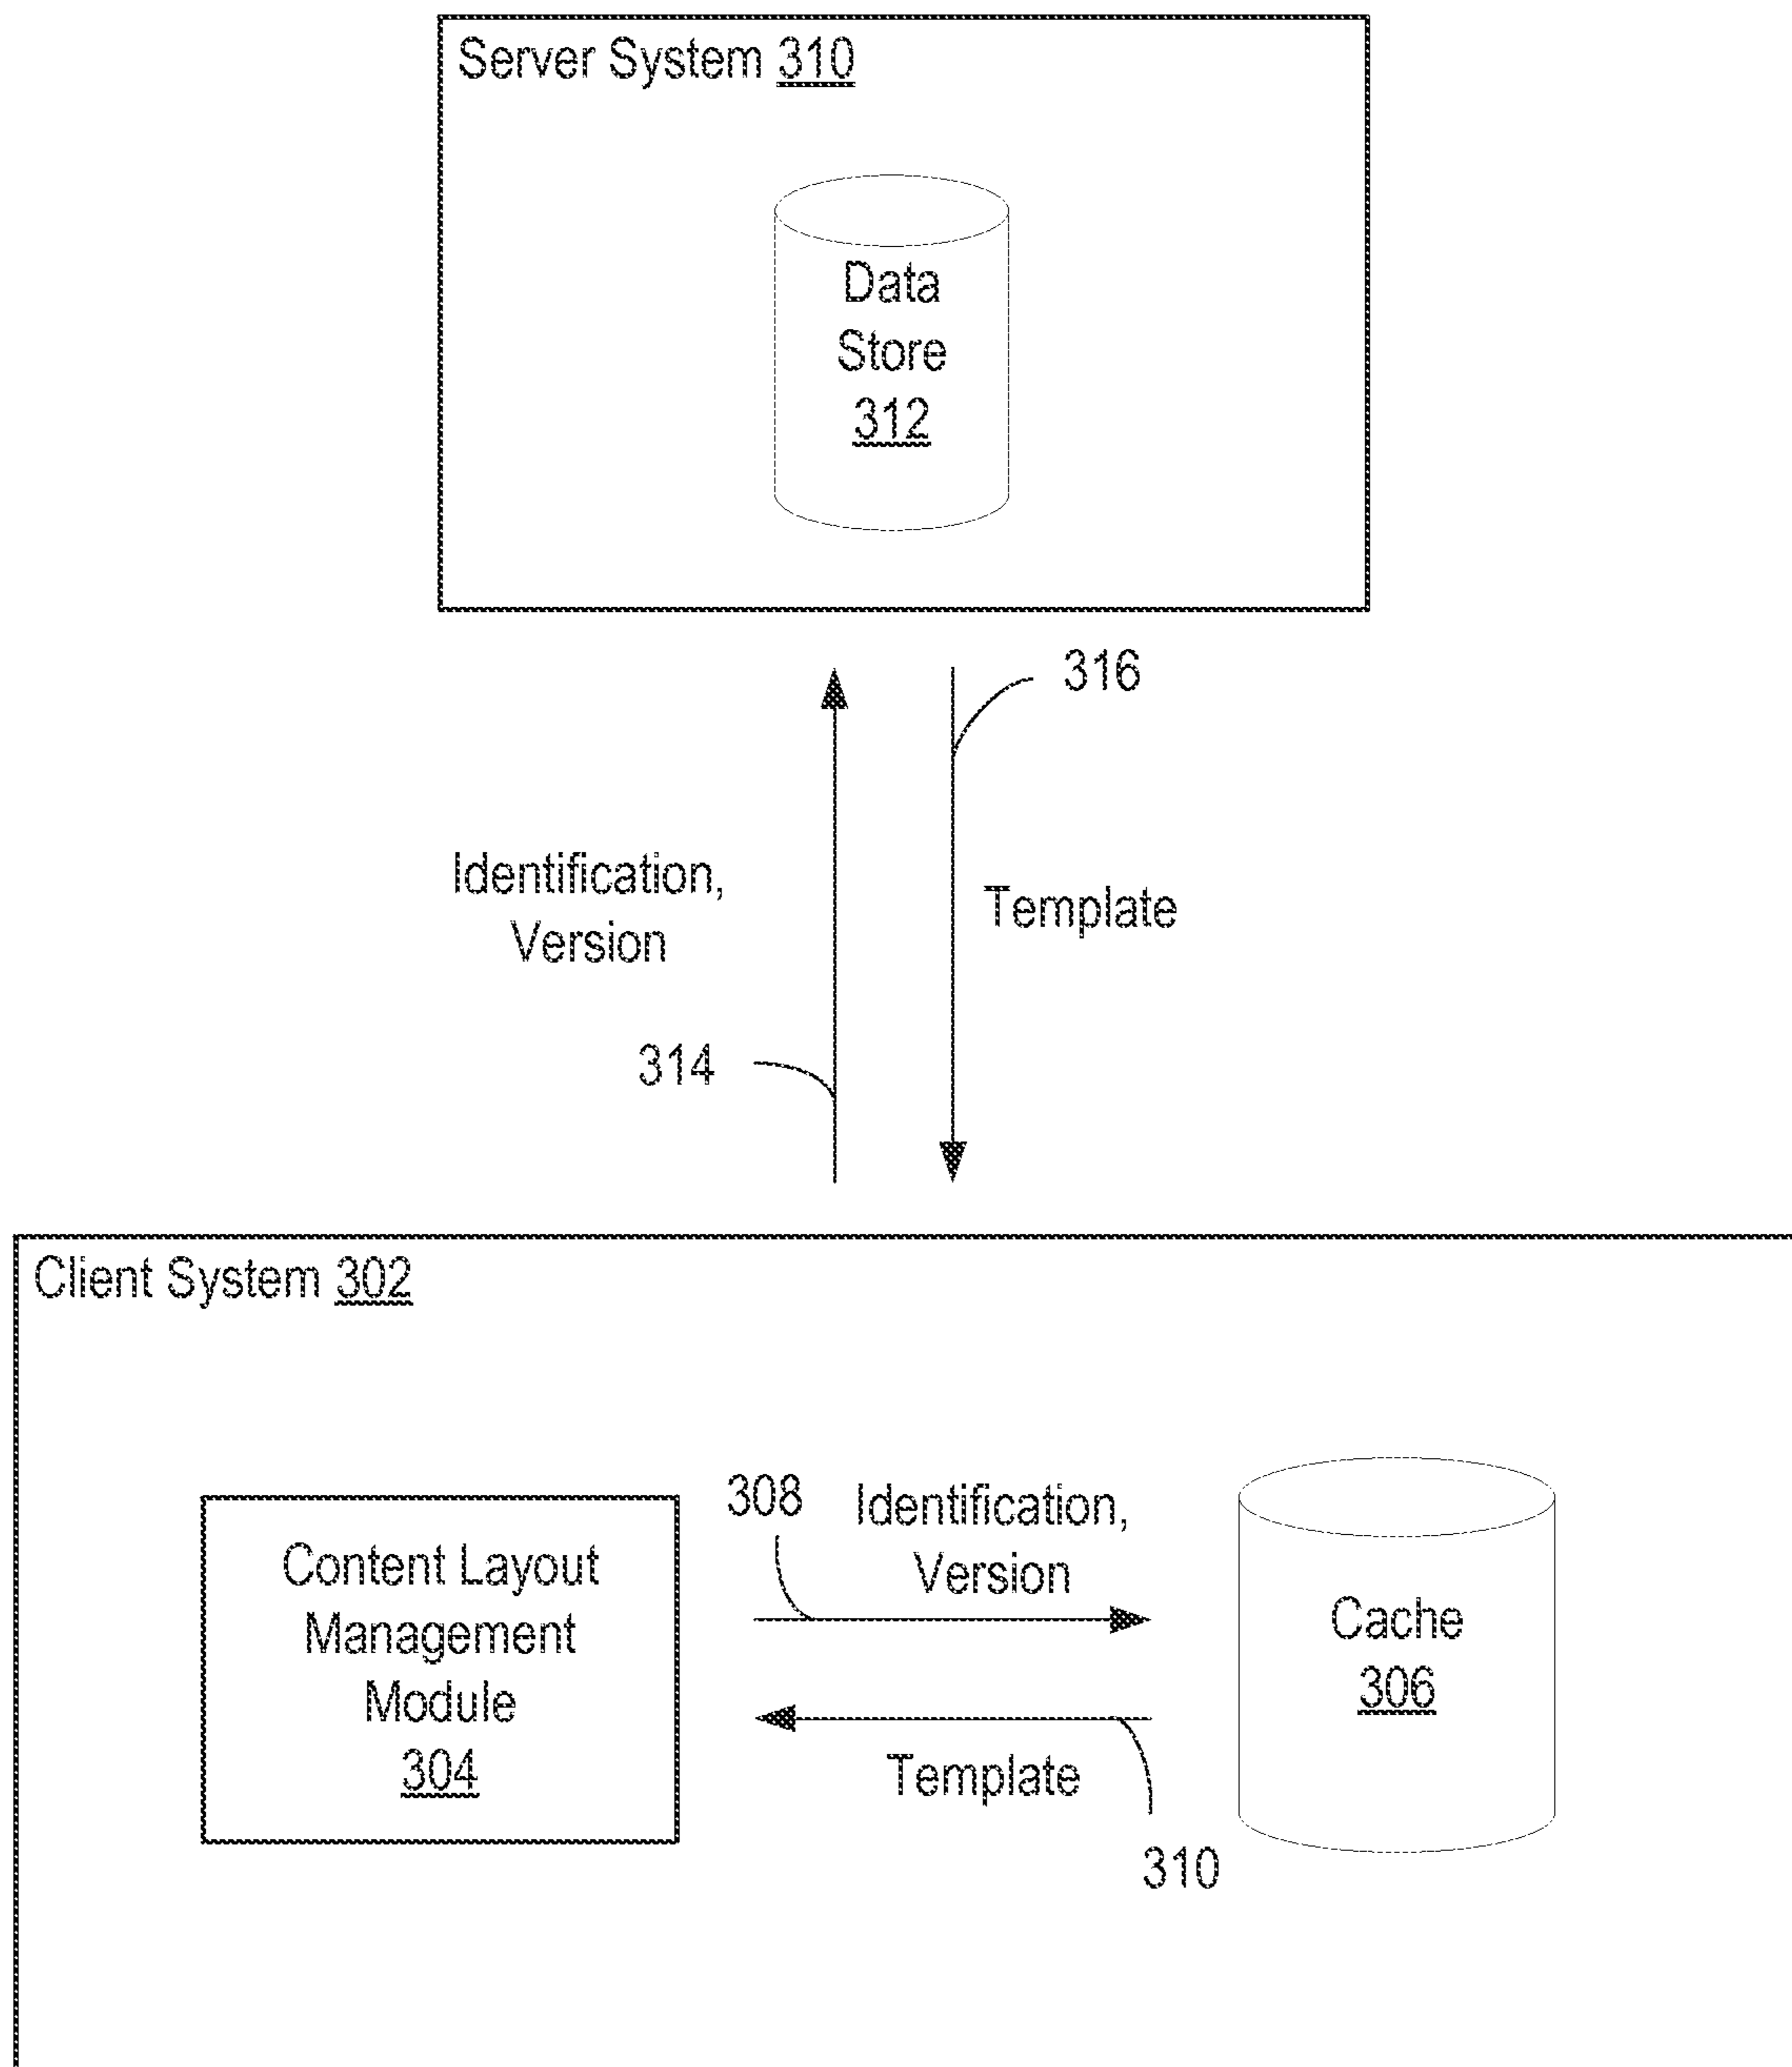 Server System 310
Data
Store
312
316
Identification,
Version
Template
314
Client System 302
308
Identification,
Version
Content Layout
Management
Module
304
Cache
306
Template
310